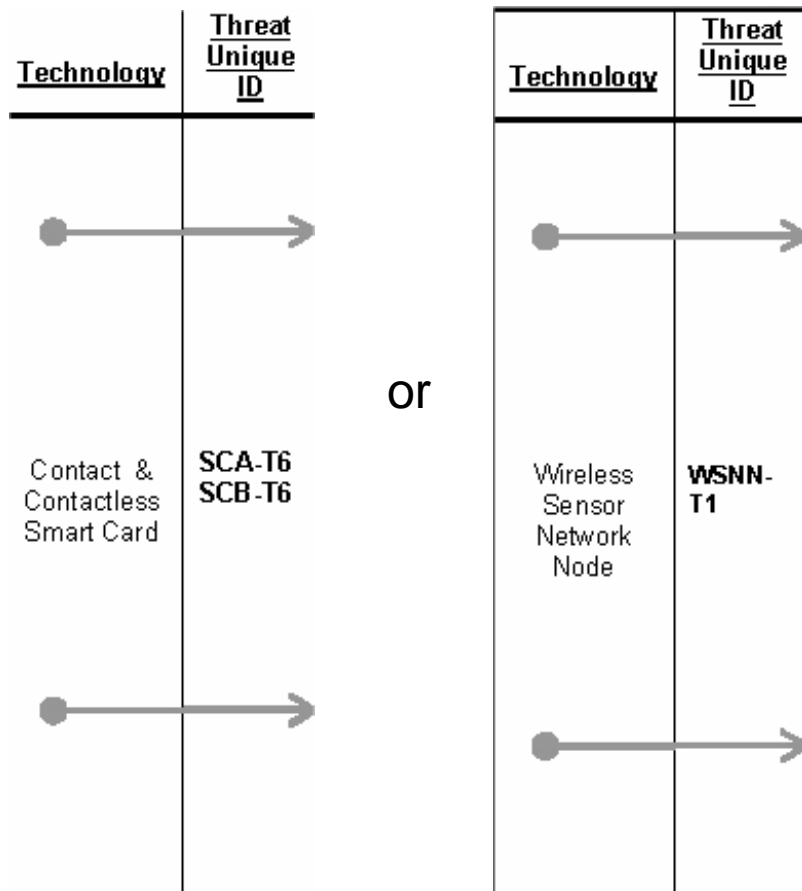 Technology
Threat
Unique
ID
Contact &
Contactless
Smart Card
SCA-T6
SCB-T6
or
Technology
Threat
Unique
ID
Wireless
Sensor
Network
Node
WSNN-
T1